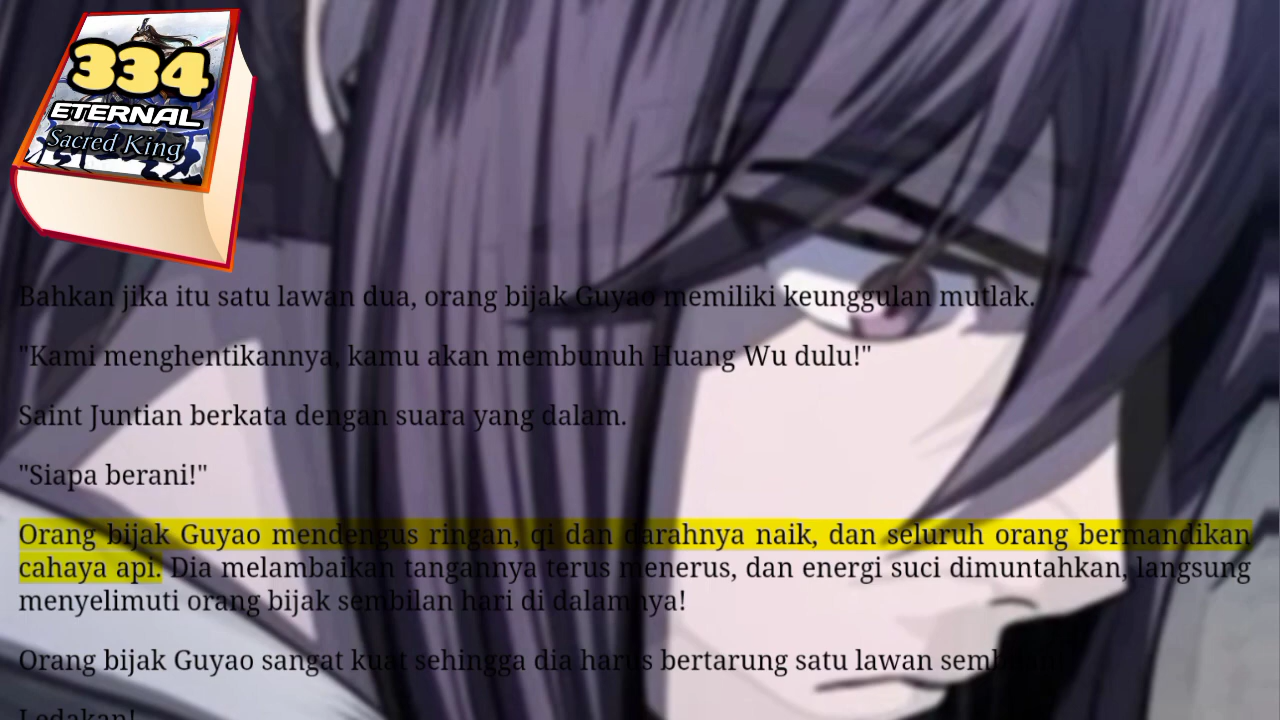 334
ETERNAL
Sacred King
Bahkan jika itu satu lawan dua, orang bijak Guyao memiliki keunggulan mutlak.
"Kami menghentikannya, kamu akan membunuh Huang Wu dulu!"
Saint Juntian berkata dengan suara yang dalam.
"Siapa berani!"
Orang bijak Guyao mendengus ringan, qi dan darahnya naik, dan seluruh orang bermandikan
cahaya api. Dia melambaikan tangannya terus menerus, dan energi suci dimuntahkan, langsung
menyelimuti orang bijak sembilan hari di dalamnya!
Orang bijak Guyao sangat kuat sehingga dia harus bertarung satu lawan
Ledakan!